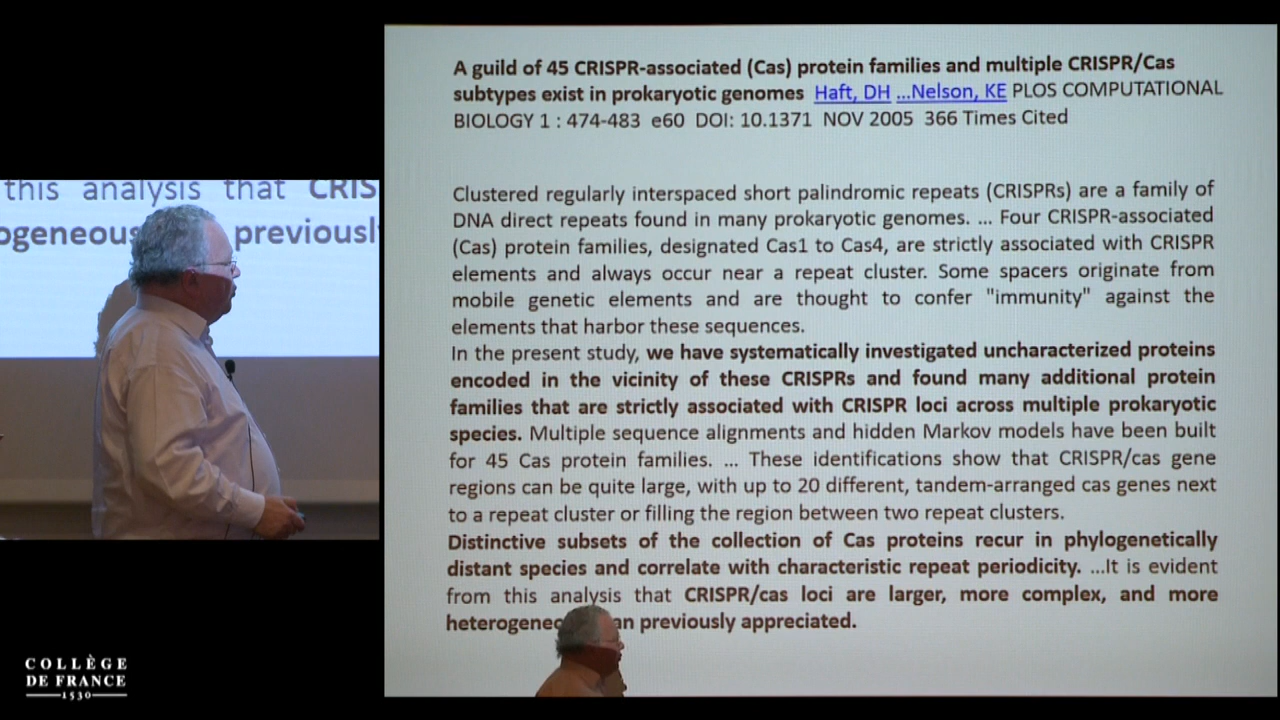 this analysis that CRIS
ogeneous previously
COLLÈGE
DE FRANCE
1530
A guild of 45 CRISPR-associated (Cas) protein families and multiple CRISPR/Cas
subtypes exist in prokaryotic genomes Haft, DH ...Nelson, KE PLOS COMPUTATIONAL
BIOLOGY 1 : 474-483 e60 DOI: 10.1371 NOV 2005 366 Times Cited
Clustered regularly interspaced short palindromic repeats (CRISPRs) are a family of
DNA direct repeats found in many prokaryotic genomes. ... Four CRISPR-associated
(Cas) protein families, designated Cas1 to Cas4, are strictly associated with CRISPR
elements and always occur near a repeat cluster. Some spacers originate from
mobile genetic elements and are thought to confer "immunity" against the
elements that harbor these sequences.
In the present study, we have systematically investigated uncharacterized proteins
encoded in the vicinity of these CRISPRs and found many additional protein
families that are strictly associated with CRISPR loci across multiple prokaryotic
species. Multiple sequence alignments and hidden Markov models have been built
for 45 Cas protein families. ... These identifications show that CRISPR/cas gene
regions can be quite large, with up to 20 different, tandem-arranged cas genes next
to a repeat cluster or filling the region between two repeat clusters.
Distinctive subsets of the collection of Cas proteins recur in phylogenetically
distant species and correlate with characteristic repeat periodicity. ...It is evident
from this analysis that CRISPR/cas loci are larger, more complex, and more
heterogeneo an previously appreciated.